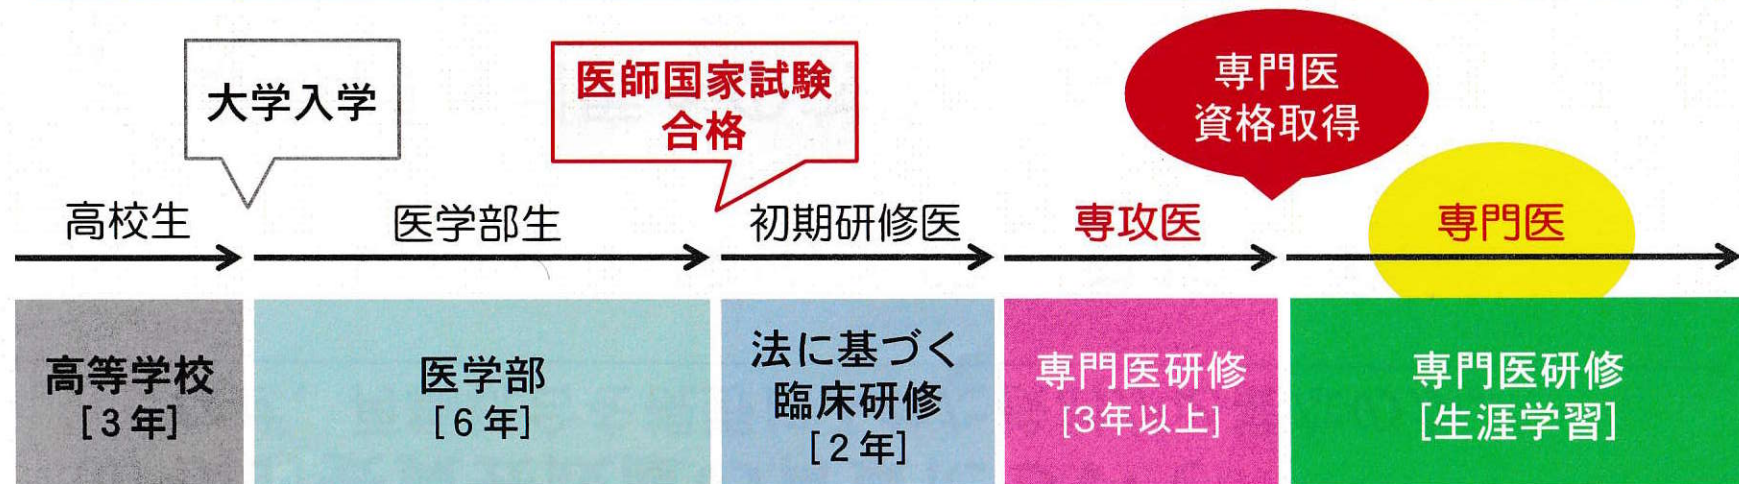 大学入学
医師国家試験
合格
専門医
資格取得
高校生
医学部生
初期研修医
専攻医
専門医
高等学校
[3年]
医学部
[6年]
法に基づく
臨床研修
[2年]
専門医研修
[3年以上]
専門医研修
[生涯学習]